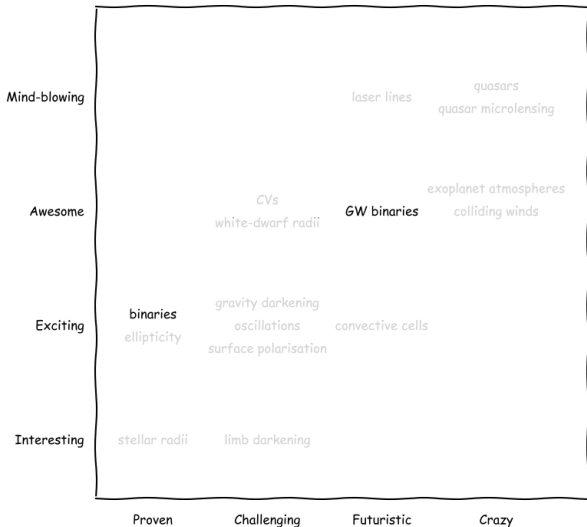 Mind-blowing
laser lines
quasars
quasar microlensing
Awesome
CVs
white-dwarf radii
GW binaries
exoplanet atmospheres
colliding winds
Exciting
binaries
ellipticity
gravity darkening
oscillations
surface polarisation
convective cells
Interesting
stellar radii
limb darkening
Proven
Challenging
Futuristic
Crazy